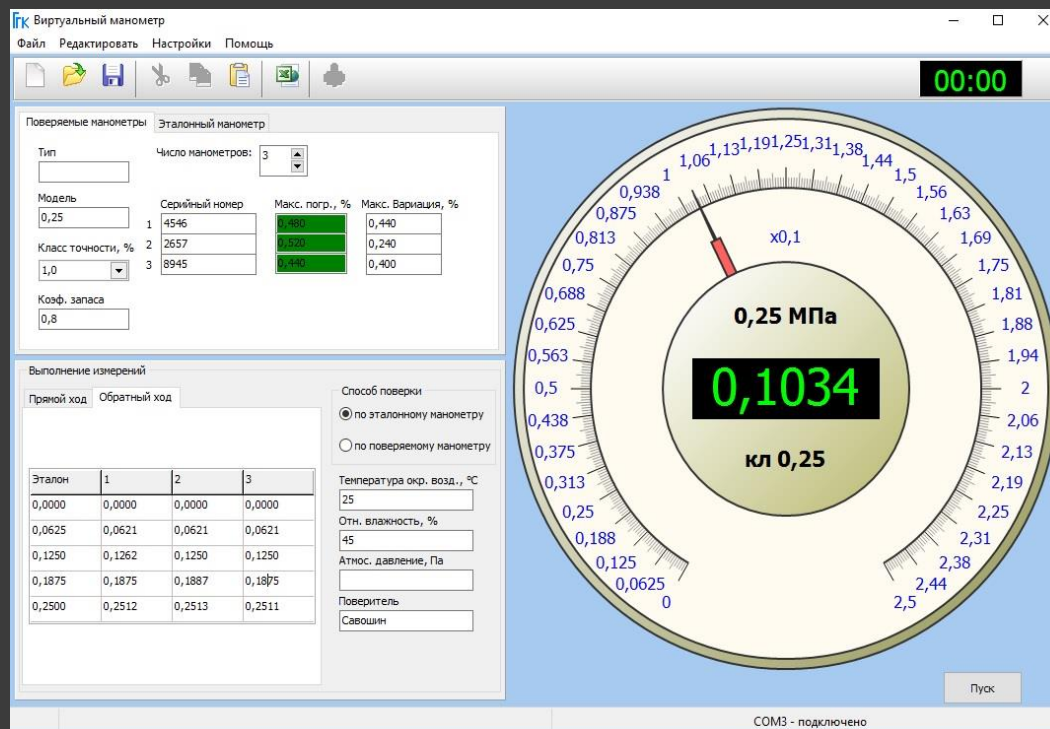 ГГК Виртуальный манометр
Файл Редактировать Настройки Помощь
00:00
Поверяемые манометры Эталонный манометр
Тип
Число манометров: 3
Модель
0,25
Серийный номер Макс. погр., % Макс. Вариация, %
1 4546 0,480 0,440
Класс точности, %
2 2657 0,520 0,240
1,0
3 8945 0,440 0,400
Коэф. запаса
0,8
Выполнение измерений
Прямой ход Обратный ход
Эталон 1 2 3
0,0000 0,0000 0,0000 0,0000
0,0625 0,0621 0,0621 0,0621
0,1250 0,1262 0,1250 0,1250
0,1875 0,1875 0,1887 0,1875
0,2500 0,2512 0,2513 0,2511
Способ поверки
по эталонному манометру
по поверяемому манометру
Температура окр. возд., °С
25
Отн. влажность, %
45
Атмос. давление, Па
Поверитель
Савошин
0
0,0625
0,125
0,188
0,25
0,313
0,375
0,438
0,5
0,563
0,625
0,688
0,75
0,813
0,875
0,938
1
1,06
1,13
1,19
1,25
1,31
1,38
1,44
1,5
1,56
1,63
1,69
1,75
1,81
1,88
1,94
2
2,06
2,13
2,19
2,25
2,31
2,38
2,44
2,5
x0,1
0,25 МПа
0,1034
кл 0,25
Пуск
COM3 - подключено